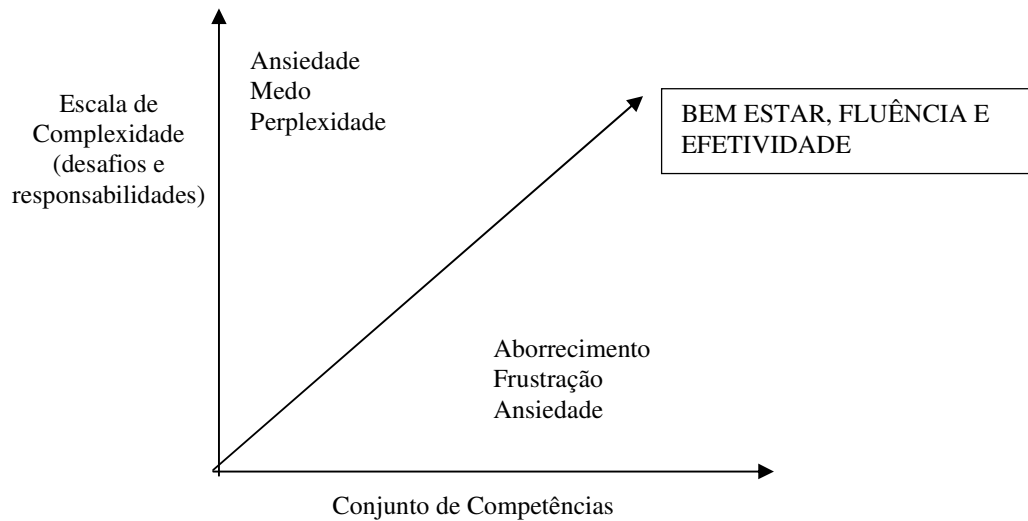 Ansiedade
Medo
Perplexidade
Escala de
Complexidade
(desafios e
responsabilidades)
BEM ESTAR, FLUÊNCIA E
EFETIVIDADE
Aborrecimento
Frustração
Ansiedade
Conjunto de Competências